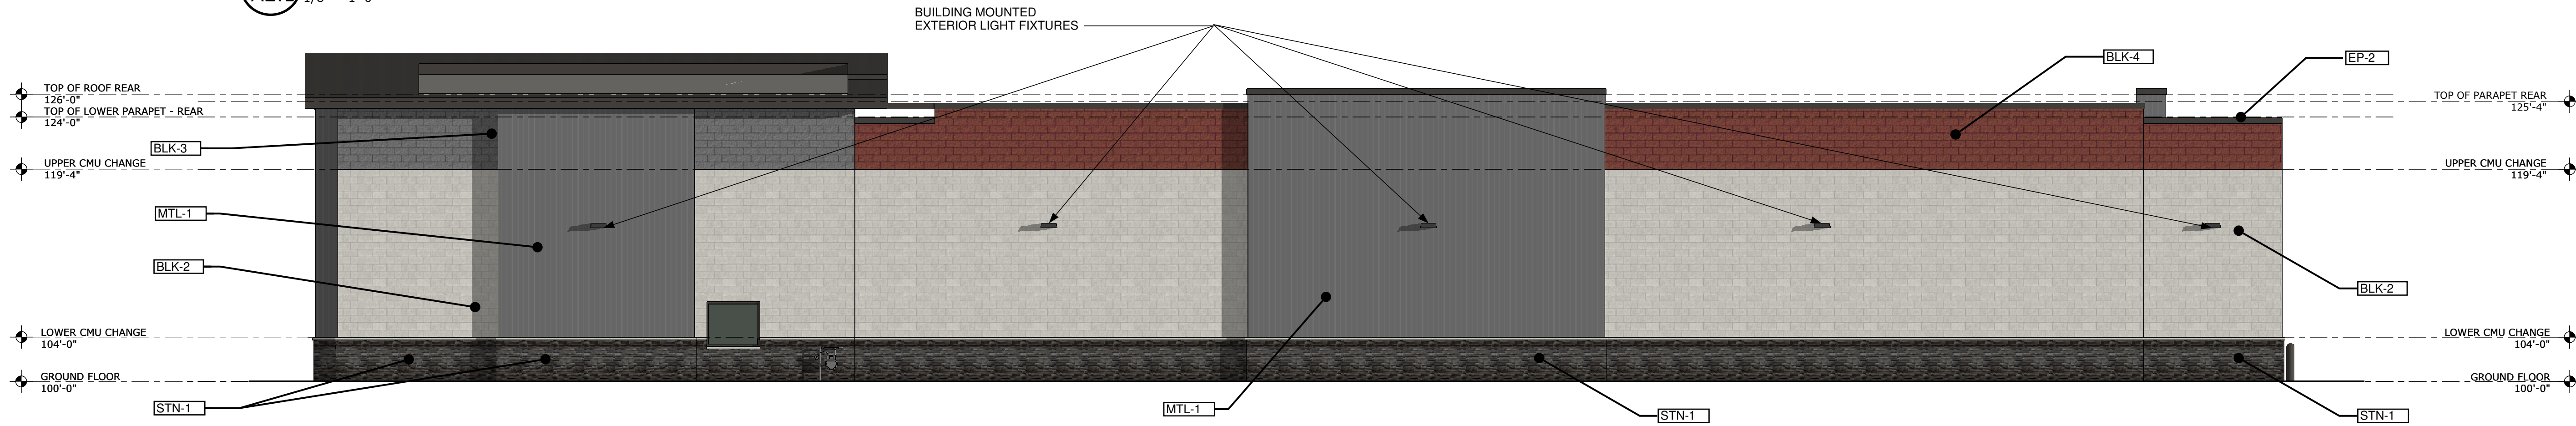 BUILDING MOUNTED
EXTERIOR LIGHT FIXTURES
BLK-4
EP-2
TOP OF ROOF REAR
126'-0"
TOP OF LOWER PARAPET - REAR
124'-0"
TOP OF PARAPET REAR
125'-4"
BLK-3
UPPER CMU CHANGE
119'-4"
UPPER CMU CHANGE
119'-4"
MTL-1
BLK-2
BLK-2
LOWER CMU CHANGE
104'-0"
LOWER CMU CHANGE
104'-0"
GROUND FLOOR
100'-0"
GROUND FLOOR
100'-0"
STN-1
MTL-1
STN-1
STN-1